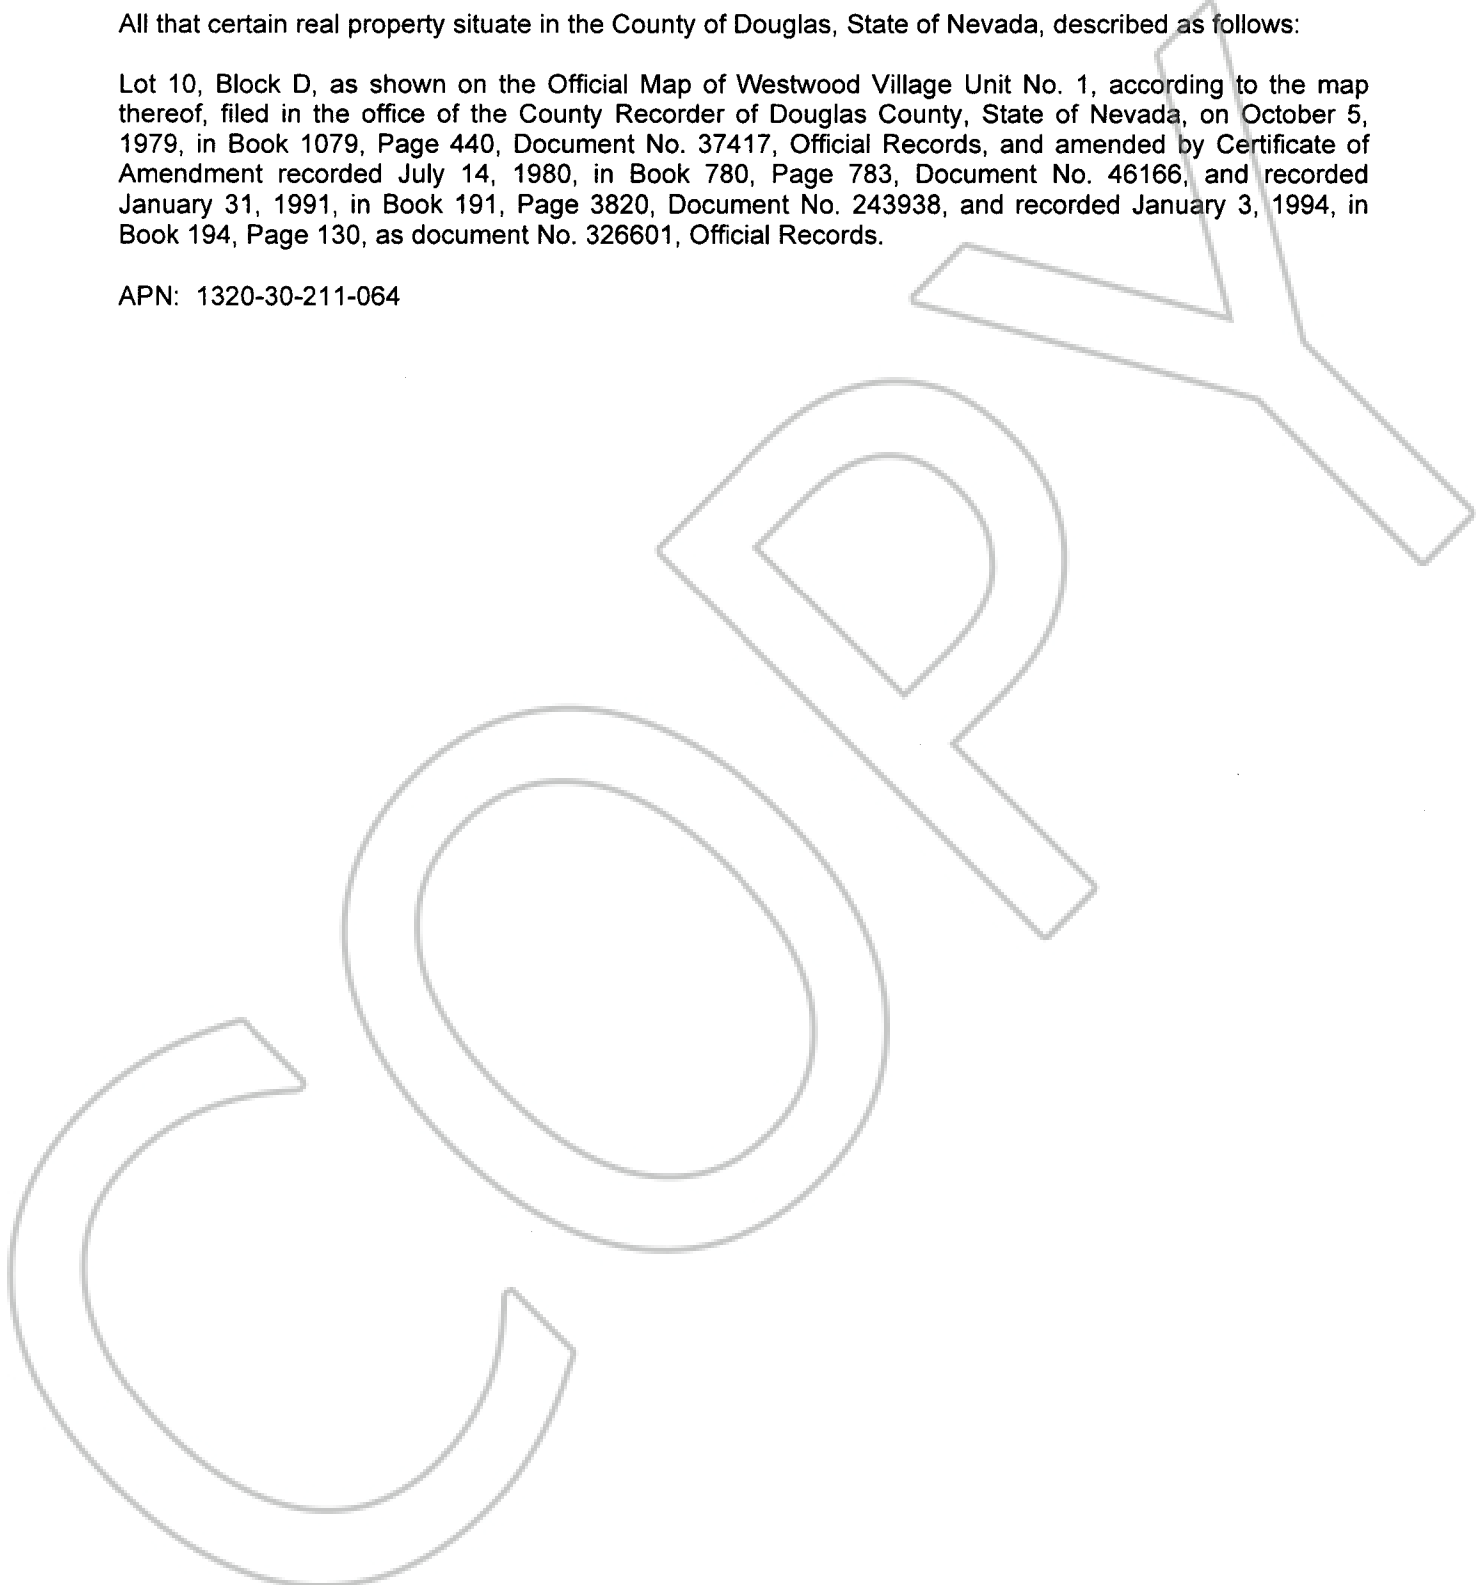 All that certain real property situate in the County of Douglas, State of Nevada, described as follows:
Lot 10, Block D, as shown on the Official Map of Westwood Village Unit No. 1, according to the map
thereof, filed in the office of the County Recorder of Douglas County, State of Nevada, on October 5,
1979, in Book 1079, Page 440, Document No. 37417, Official Records, and amended by Certificate of
Amendment recorded July 14, 1980, in Book 780, Page 783, Document No. 46166, and recorded
January 31, 1991, in Book 191, Page 3820, Document No. 243938, and recorded January 3, 1994, in
Book 194, Page 130, as document No. 326601, Official Records.
APN: 1320-30-211-064
COPY